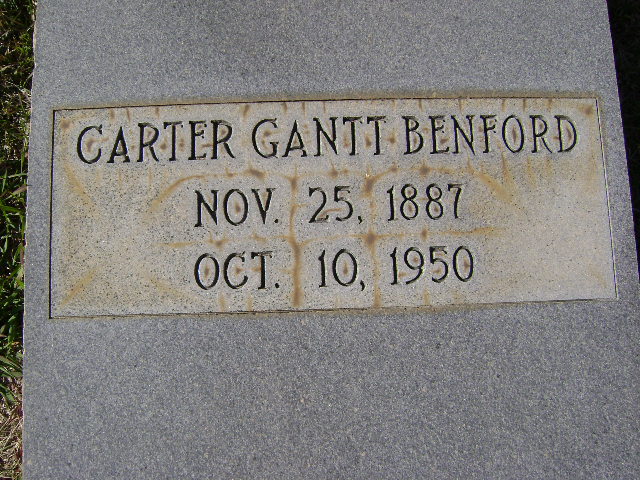 CARTER GANTT BENFORD
NOV. 25, 1887
OCT. 10, 1950